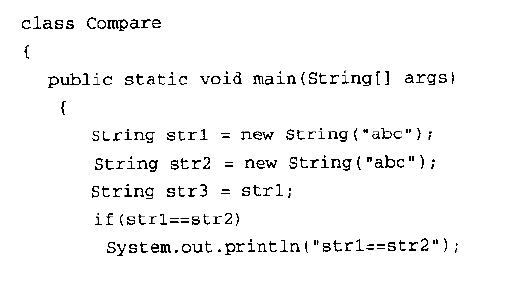 class Compare
{
public static void main(String[] args)
{
String str1 = new String("abc");
String str2 = new String("abc");
String str3 = str1;
if(str1==str2)
System.out.println("str1==str2");